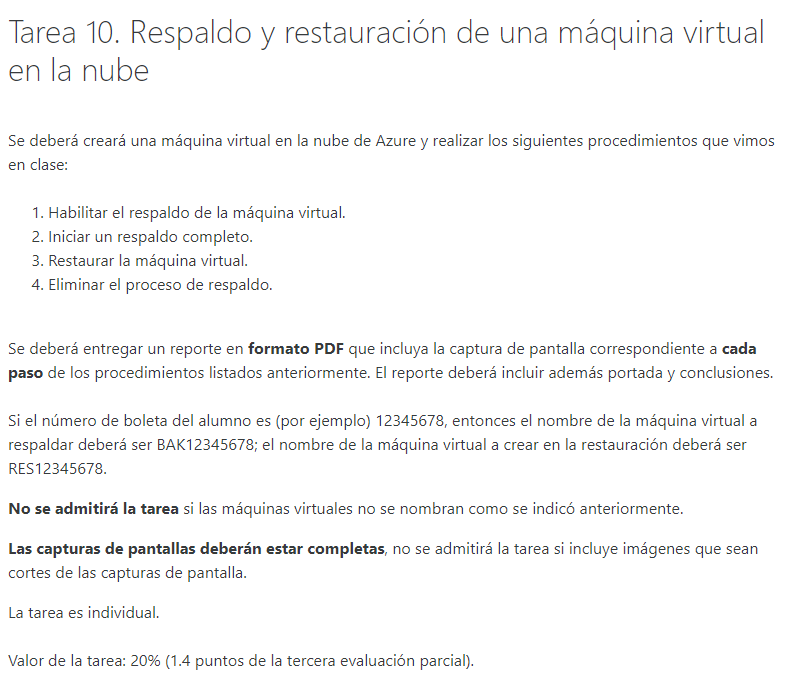 Tarea 10. Respaldo y restauración de una máquina virtual
en la nube
Se deberá creará una máquina virtual en la nube de Azure y realizar los siguientes procedimientos que vimos
en clase:
1. Habilitar el respaldo de la máquina virtual.
2. Iniciar un respaldo completo.
3. Restaurar la máquina virtual.
4. Eliminar el proceso de respaldo.
Se deberá entregar un reporte en formato PDF que incluya la captura de pantalla correspondiente a cada
paso de los procedimientos listados anteriormente. El reporte deberá incluir además portada y conclusiones.
Si el número de boleta del alumno es (por ejemplo) 12345678, entonces el nombre de la máquina virtual a
respaldar deberá ser BAK12345678; el nombre de la máquina virtual a crear en la restauración deberá ser
RES12345678.
No se admitirá la tarea si las máquinas virtuales no se nombran como se indicó anteriormente.
Las capturas de pantallas deberán estar completas, no se admitirá la tarea si incluye imágenes que sean
cortes de las capturas de pantalla.
La tarea es individual.
Valor de la tarea: 20% (1.4 puntos de la tercera evaluación parcial).